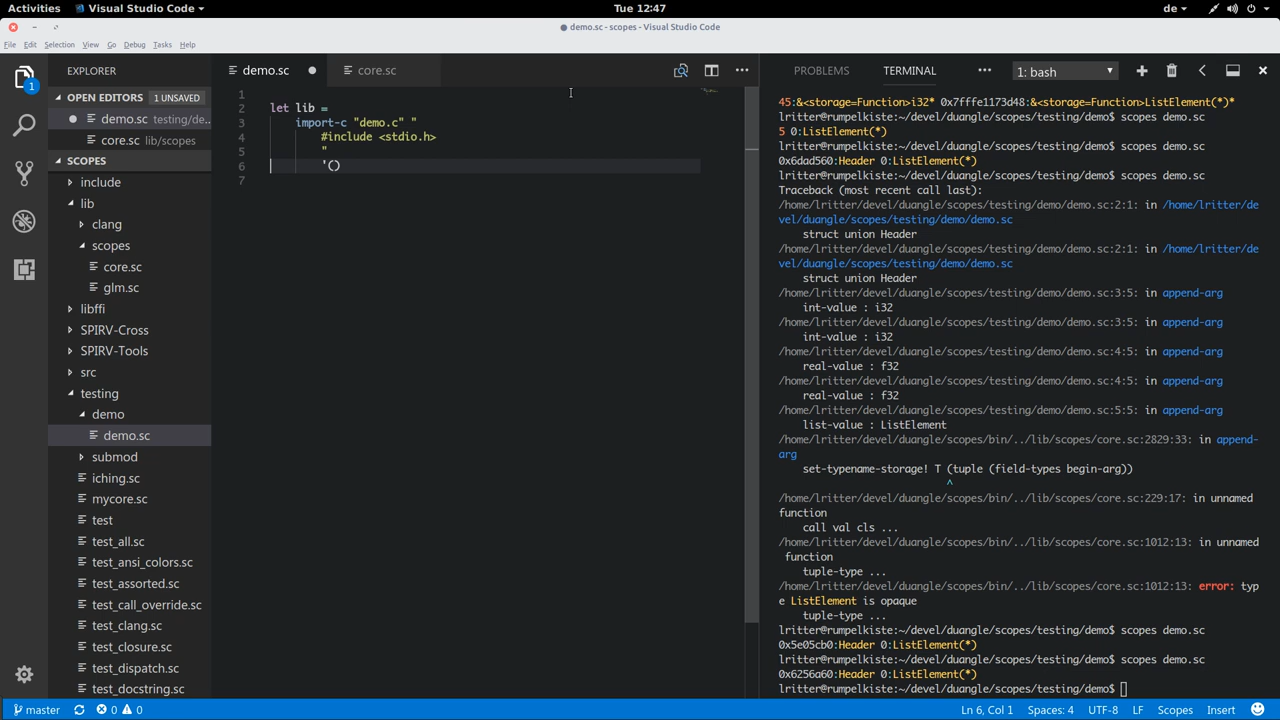 Activities
Visual Studio Code
Tue 12:47
de
demo.sc - scopes - Visual Studio Code
File Edit Selection View Go Debug Tasks Help
EXPLORER
OPEN EDITORS 1 UNSAVED
demo.sc testing/de...
core.sc lib/scopes
SCOPES
include
lib
clang
scopes
core.sc
glm.sc
libffi
SPIRV-Cross
SPIRV-Tools
src
testing
demo
demo.sc
submod
iching.sc
mycore.sc
test
test_all.sc
test_ansi_colors.sc
test_assorted.sc
test_call_override.sc
test_clang.sc
test_closure.sc
test_dispatch.sc
test_docstring.sc
1
demo.sc
core.sc
1
2 let lib =
3 import-c "demo.c" "
4 #include <stdio.h>
5 "
6 '()
7
PROBLEMS TERMINAL 1: bash
45:&<storage=Function>i32* 0x7fffe1173d48:&<storage=Function>ListElement(*)*
lritter@rumpelkiste:~/devel/duangle/scopes/testing/demo$ scopes demo.sc
5 0:ListElement(*)
lritter@rumpelkiste:~/devel/duangle/scopes/testing/demo$ scopes demo.sc
0x6dad560:Header 0:ListElement(*)
lritter@rumpelkiste:~/devel/duangle/scopes/testing/demo$ scopes demo.sc
Traceback (most recent call last):
/home/lritter/devel/duangle/scopes/testing/demo/demo.sc:2:1: in /home/lritter/de
vel/duangle/scopes/testing/demo/demo.sc
struct union Header
/home/lritter/devel/duangle/scopes/testing/demo/demo.sc:2:1: in /home/lritter/de
vel/duangle/scopes/testing/demo/demo.sc
struct union Header
/home/lritter/devel/duangle/scopes/testing/demo/demo.sc:3:5: in append-arg
int-value : i32
/home/lritter/devel/duangle/scopes/testing/demo/demo.sc:3:5: in append-arg
int-value : i32
/home/lritter/devel/duangle/scopes/testing/demo/demo.sc:4:5: in append-arg
real-value : f32
/home/lritter/devel/duangle/scopes/testing/demo/demo.sc:4:5: in append-arg
real-value : f32
/home/lritter/devel/duangle/scopes/testing/demo/demo.sc:5:5: in append-arg
list-value : ListElement
/home/lritter/devel/duangle/scopes/bin/../lib/scopes/core.sc:2829:33: in append-
arg
set-typename-storage! T (tuple (field-types begin-arg))
^
/home/lritter/devel/duangle/scopes/bin/../lib/scopes/core.sc:229:17: in unnamed
function
call val cls ...
/home/lritter/devel/duangle/scopes/bin/../lib/scopes/core.sc:1012:13: in unnamed
function
tuple-type ...
/home/lritter/devel/duangle/scopes/bin/../lib/scopes/core.sc:1012:13: error: typ
e ListElement is opaque
tuple-type ...
lritter@rumpelkiste:~/devel/duangle/scopes/testing/demo$ scopes demo.sc
0x5e05cb0:Header 0:ListElement(*)
lritter@rumpelkiste:~/devel/duangle/scopes/testing/demo$ scopes demo.sc
0x6256a60:Header 0:ListElement(*)
lritter@rumpelkiste:~/devel/duangle/scopes/testing/demo$
master 0 0 Ln 6, Col 1 Spaces: 4 UTF-8 LF Scopes Insert